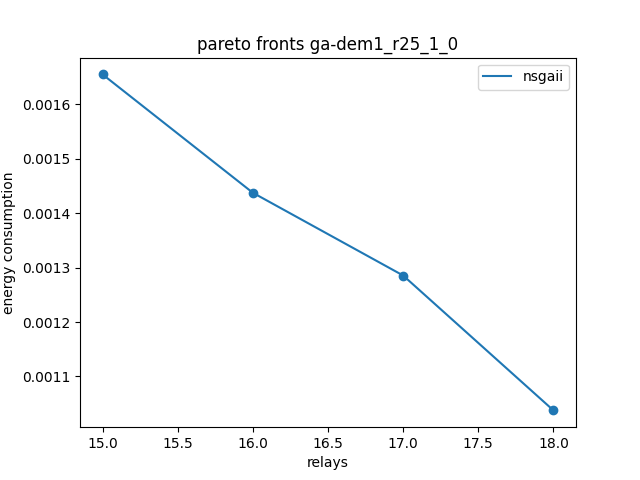 pareto fronts ga-dem1_r25_1_0
nsgaii
energy consumption
0.0016
0.0015
0.0014
0.0013
0.0012
0.0011
15.0 15.5 16.0 16.5 17.0 17.5 18.0
relays